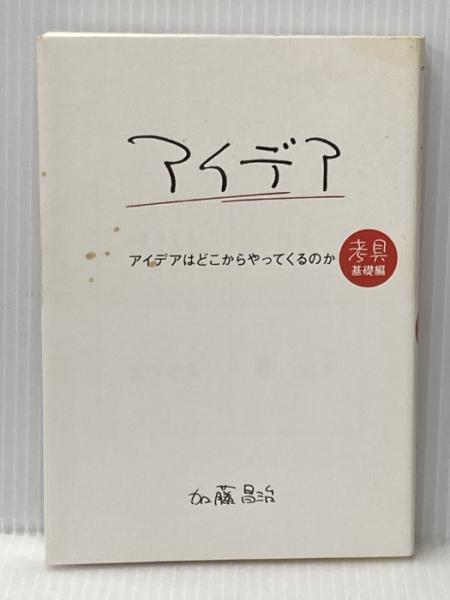 アイデア
アイデアはどこからやってくるのか
考具
基礎編
加藤昌治